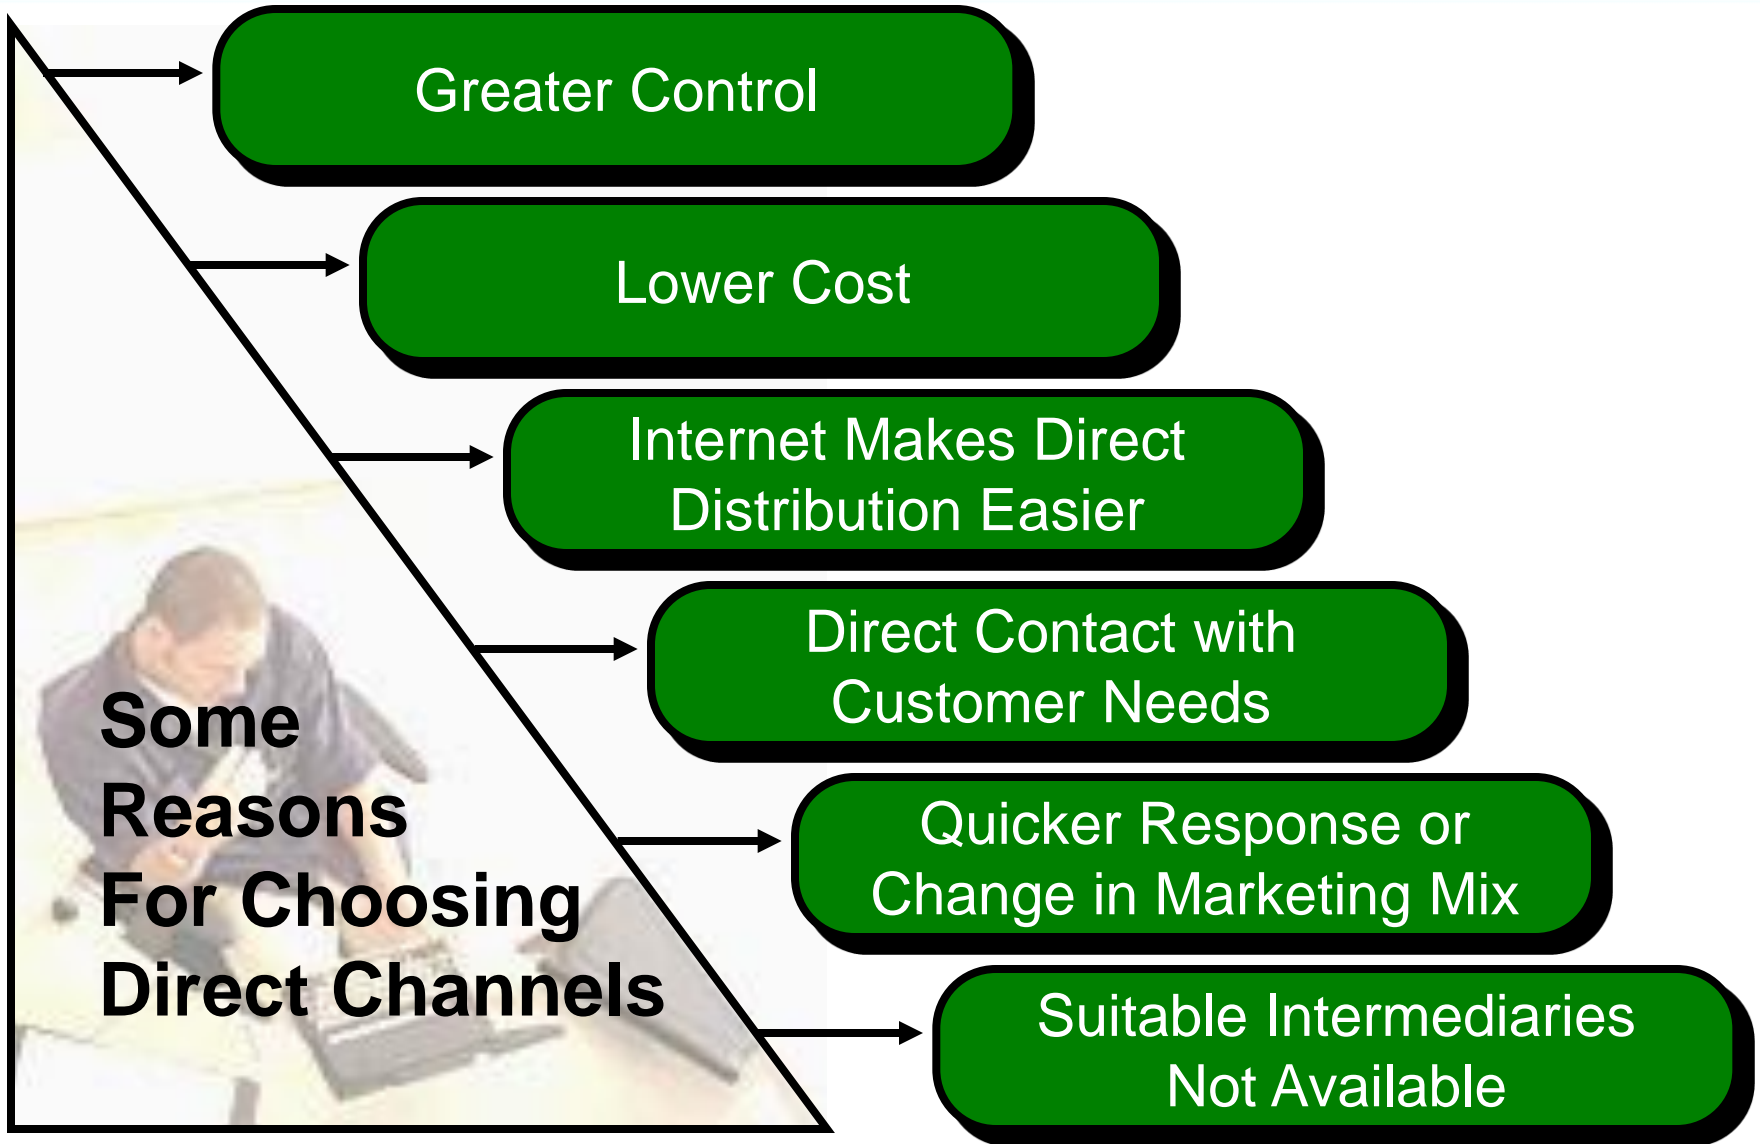 Greater Control
Lower Cost
Internet Makes Direct
Distribution Easier
Direct Contact with
Customer Needs
Quicker Response or
Change in Marketing Mix
Suitable Intermediaries
Not Available
Some
Reasons
For Choosing
Direct Channels